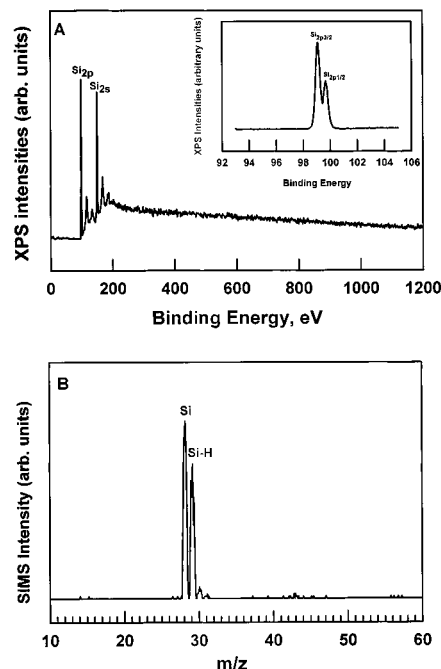 A
XPS intensities (arb. units)
Si2p
Si2s
XPS Intensities (arbitrary units)
Si2p3/2
Si2p1/2
92 94 96 98 100 102 104 106
Binding Energy
0 200 400 600 800 1000 1200
Binding Energy, eV
B
SIMS Intensity (arb. units)
Si
Si-H
10 20 30 40 50 60
m/z